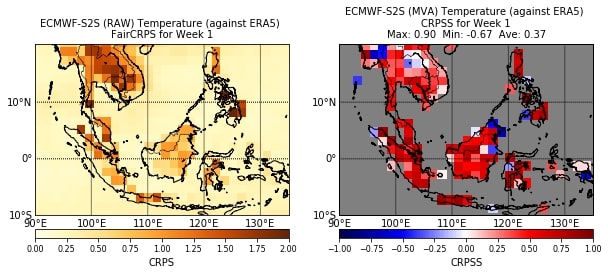 ECMWF-S2S (RAW) Temperature (against ERA5)
FairCRPS for Week 1
10°N
0°
10°S
90°E 100°E 110°E 120°E 130°E
0.00 0.25 0.50 0.75 1.00 1.25 1.50 1.75 2.00
CRPS
ECMWF-S2S (MVA) Temperature (against ERA5)
CRPSS for Week 1
Max: 0.90 Min: -0.67 Ave: 0.37
10°N
0°
10°S
90°E 100°E 110°E 120°E 130°E
−1.00 −0.75 −0.50 −0.25 0.00 0.25 0.50 0.75 1.00
CRPSS